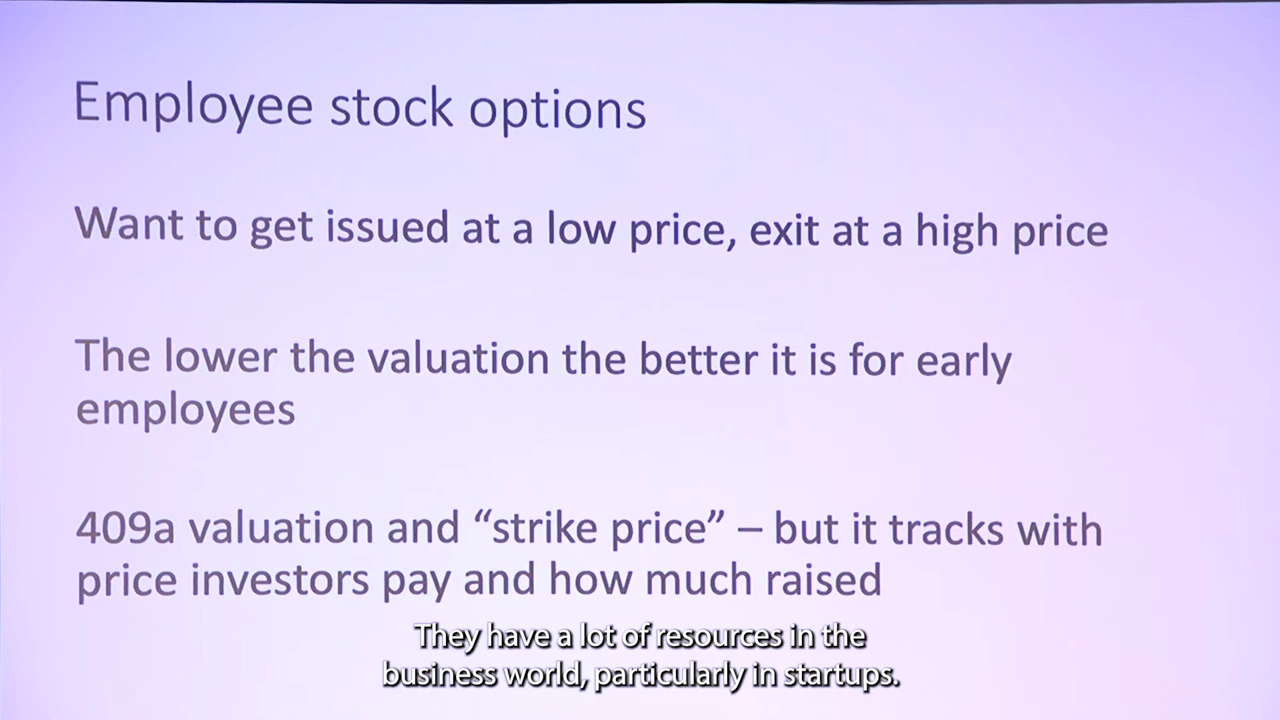 Employee stock options
Want to get issued at a low price, exit at a high price
The lower the valuation the better it is for early
employees
409a valuation and “strike price” – but it tracks with
price investors pay and how much raised
They have a lot of resources in the
business world, particularly in startups.